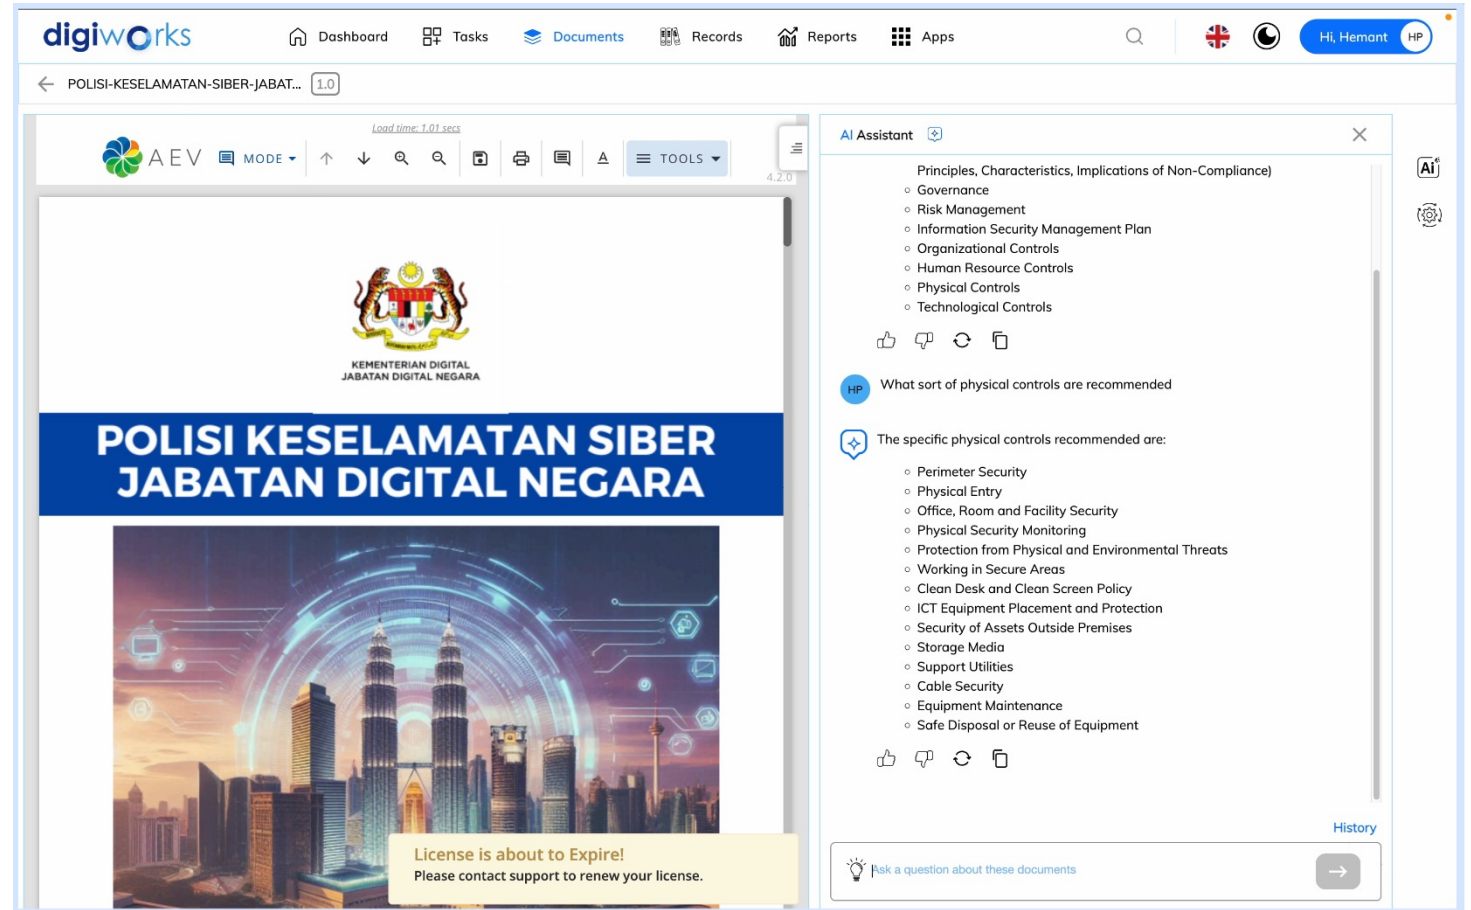 digiworks
Dashboard
Tasks
Documents
Records
Reports
Apps
Hi, Hemant
HP
POLISI-KESELAMATAN-SIBER-JABAT...
1.0
Load time: 1.01 secs
AEV
MODE
A
TOOLS
4.2.0
KEMENTERIAN DIGITAL
JABATAN DIGITAL NEGARA
POLISI KESELAMATAN SIBER
JABATAN DIGITAL NEGARA
License is about to Expire!
Please contact support to renew your license.
AI Assistant
Principles, Characteristics, Implications of Non-Compliance)
Governance
Risk Management
Information Security Management Plan
Organizational Controls
Human Resource Controls
Physical Controls
Technological Controls
HP
What sort of physical controls are recommended
The specific physical controls recommended are:
Perimeter Security
Physical Entry
Office, Room and Facility Security
Physical Security Monitoring
Protection from Physical and Environmental Threats
Working in Secure Areas
Clean Desk and Clean Screen Policy
ICT Equipment Placement and Protection
Security of Assets Outside Premises
Storage Media
Support Utilities
Cable Security
Equipment Maintenance
Safe Disposal or Reuse of Equipment
History
Ask a question about these documents
Ai